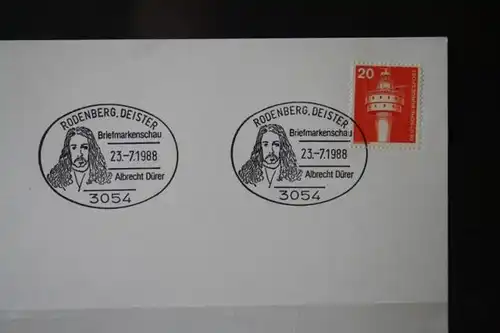 RODENBERG, DEISTER
Briefmarkenschau
23.-7.1988
Albrecht Dürer
3054
RODENBERG, DEISTER
Briefmarkenschau
23.-7.1988
Albrecht Dürer
3054
20